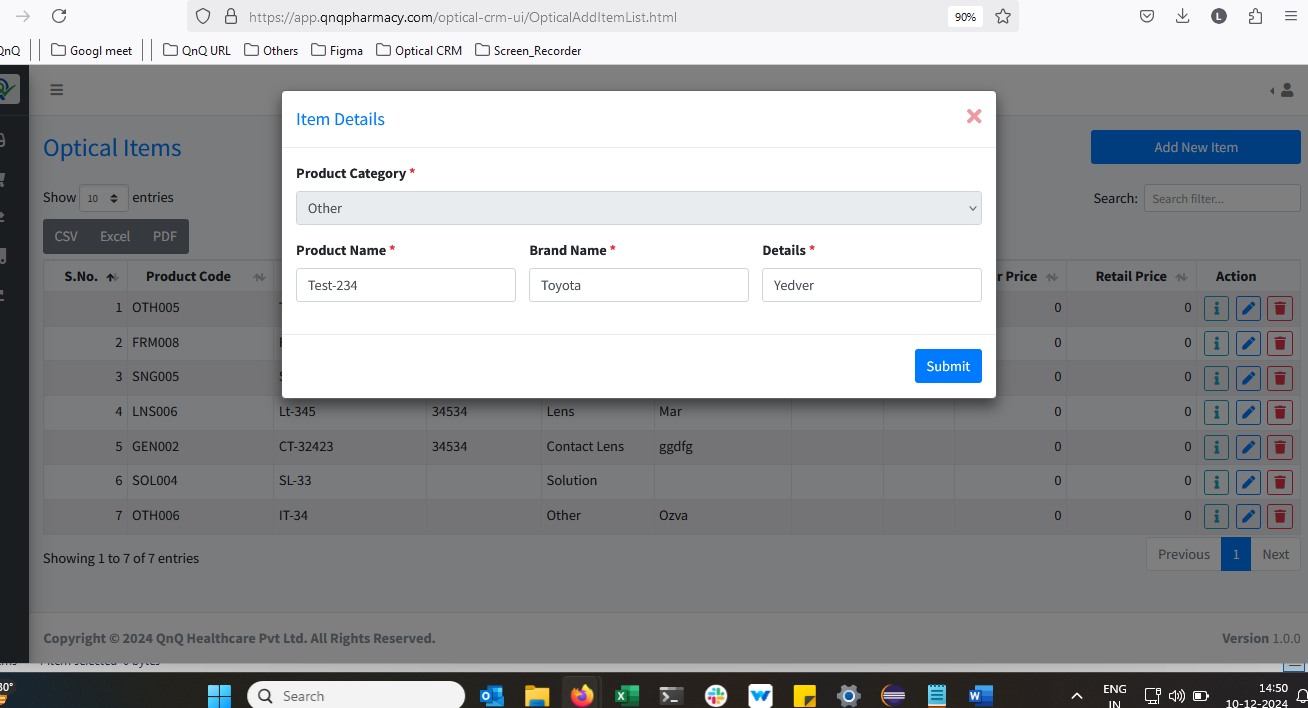 https://app.qnqpharmacy.com/optical-crm-ui/OpticalAddItemList.html 90% L
QnQ Googl meet QnQ URL Others Figma Optical CRM Screen_Recorder
Item Details
Optical Items Add New Item
Product Category *
Show 10 entries Search: Search filter...
Other
CSV Excel PDF
Product Name * Brand Name * Details *
S.No. Product Code r Price Retail Price Action
Test-234 Toyota Yedver
1 OTH005 0 0
2 FRM008 0 0
Submit
3 SNG005 0 0
4 LNS006 Lt-345 34534 Lens Mar 0 0
5 GEN002 CT-32423 34534 Contact Lens ggdfg 0 0
6 SOL004 SL-33 Solution 0 0
7 OTH006 IT-34 Other Ozva 0 0
Showing 1 to 7 of 7 entries Previous 1 Next
Copyright © 2024 QnQ Healthcare Pvt Ltd. All Rights Reserved. Version 1.0.0
30° Search ENG 14:50
IN 10-12-2024